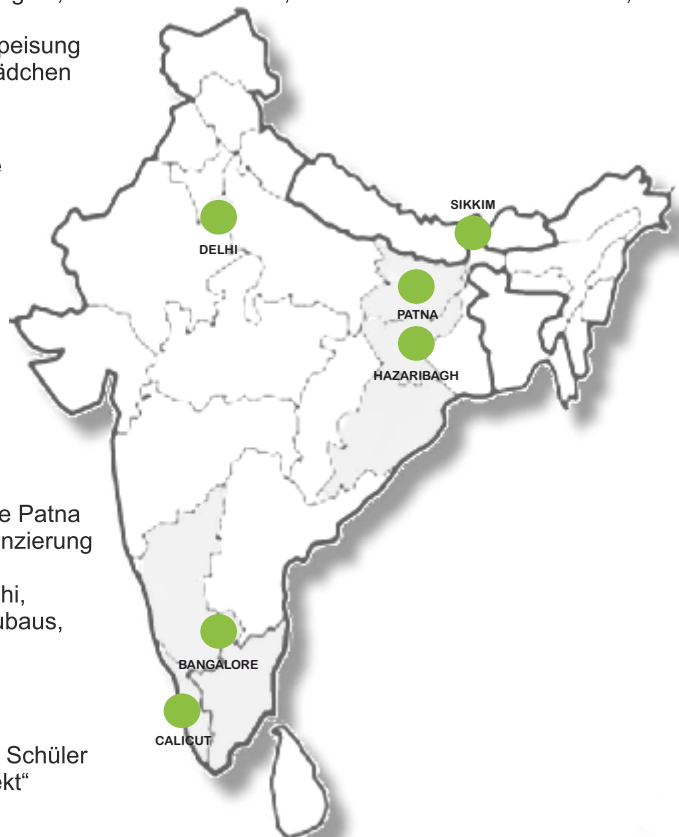 peisung
ädchen
SIKKIM
DELHI
PATNA
HAZARIBAGH
e Patna
nzierung
hi,
ubaus,
BANGALORE
CALICUT
Schüler
ekt“